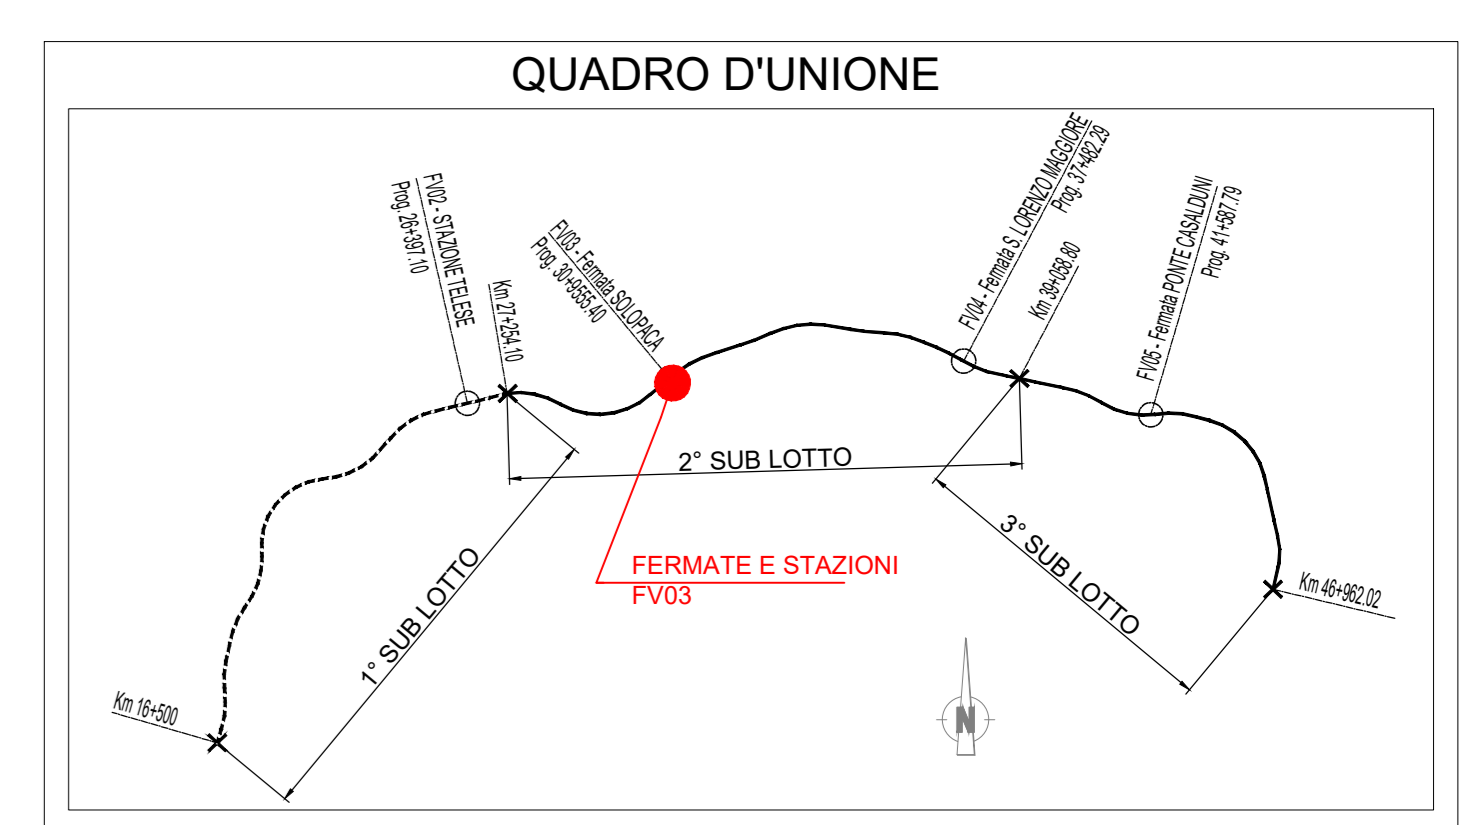 QUADRO D'UNIONE
FV02 - STAZIONE TELESE
Prog. 26+397.10
Km 27+254.10
FV03 - Fermata SOLOPACA
Prog. 30+9555.40
FV04 - Fermata S. LORENZO MAGGIORE
Prog. 37+482.29
Km 39+058.80
FV05 - Fermata PONTE CASALDUNI
Prog. 41+587.79
2° SUB LOTTO
1° SUB LOTTO
3° SUB LOTTO
FERMATE E STAZIONI
FV03
Km 46+962.02
Km 16+500
N